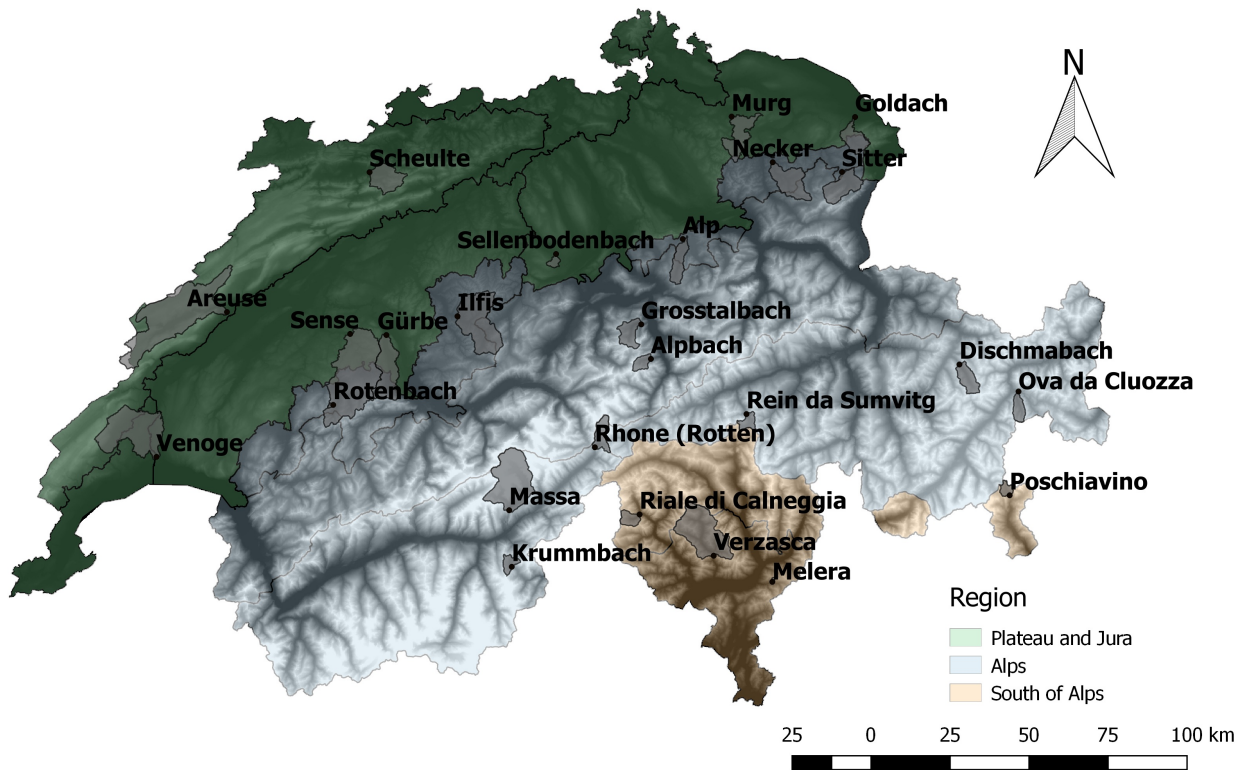 N
Murg
Goldach
Scheulte
Necker
Sitter
Alp
Sellenbodenbach
Areuse
Ilfis
Sense
Gürbe
Grosstalbach
Alpbach
Dischmabach
Ova da Cluozza
Rotenbach
Rein da Sumvitg
Venoge
Rhone (Rotten)
Massa
Riale di Calneggia
Poschiavino
Krummbach
Verzasca
Melera
Region
Plateau and Jura
Alps
South of Alps
25 0 25 50 75 100 km